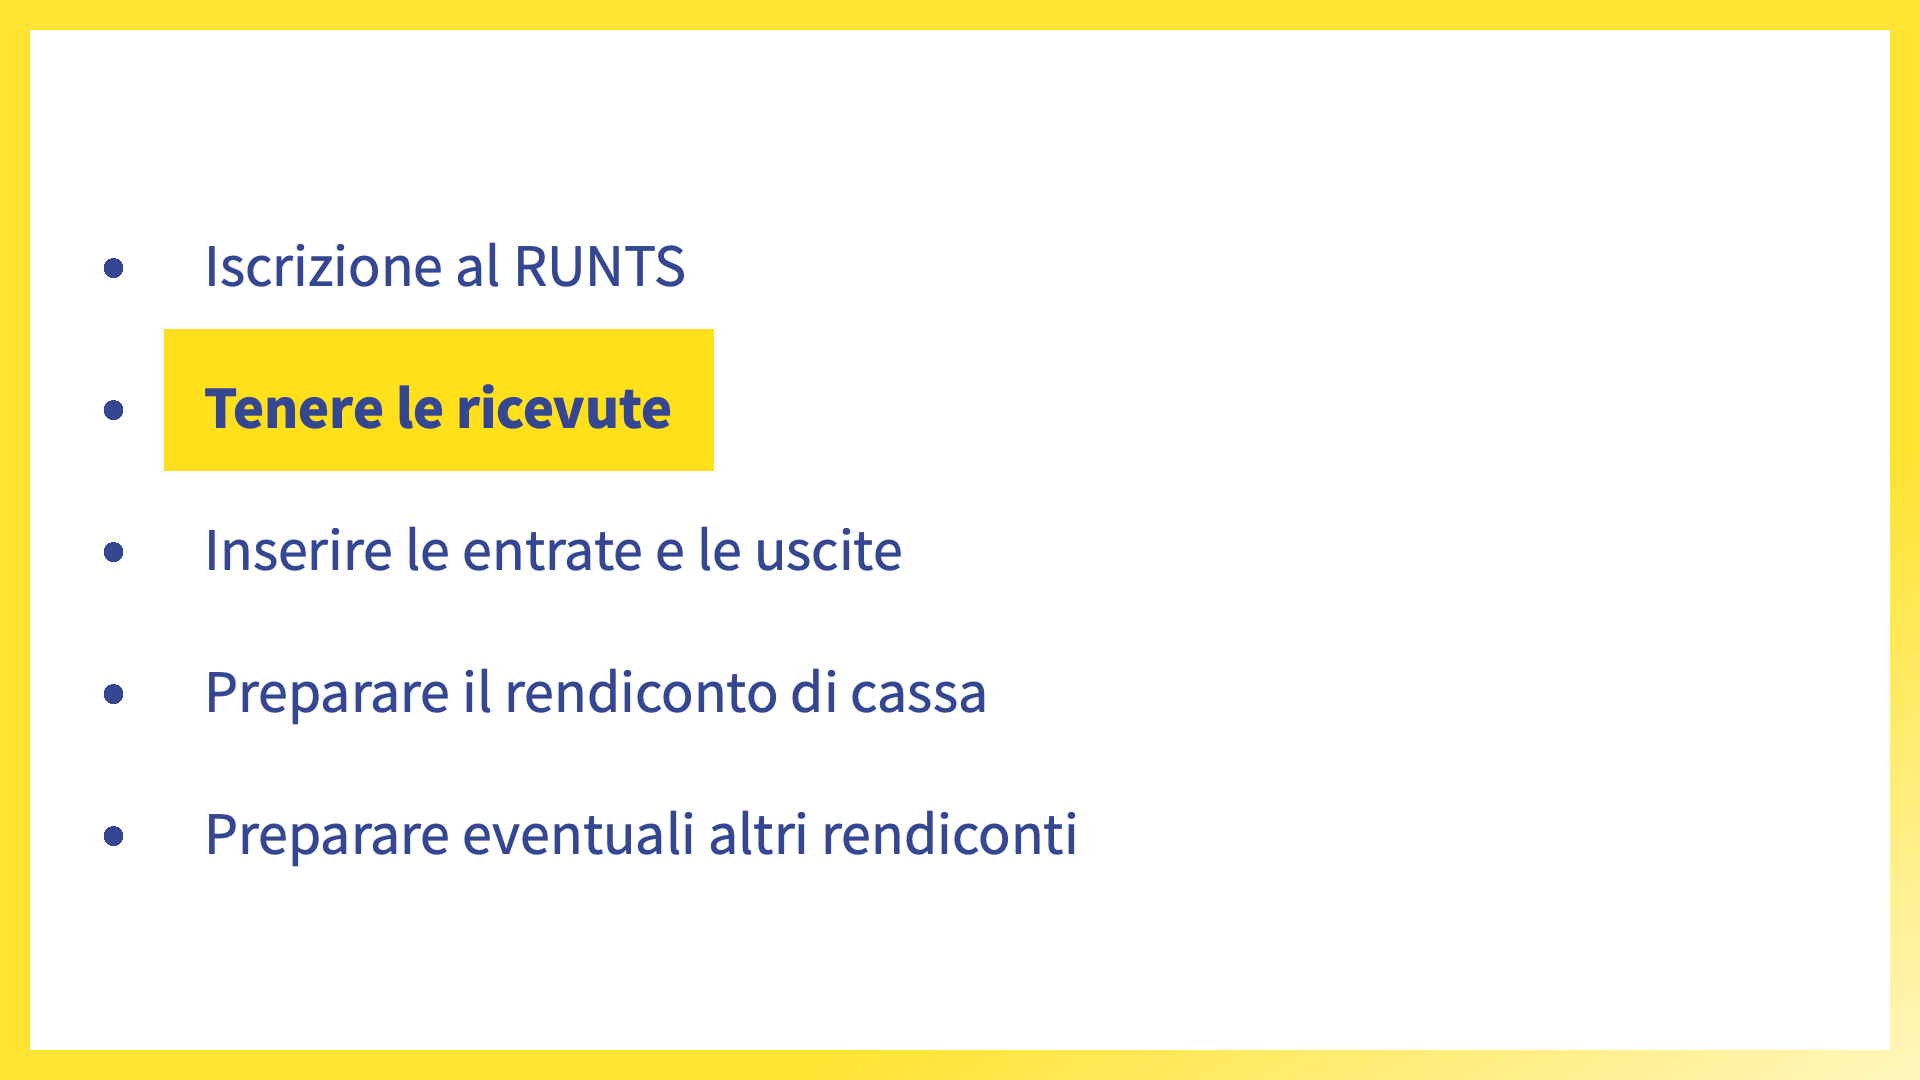 • Iscrizione al RUNTS
• Tenere le ricevute
• Inserire le entrate e le uscite
• Preparare il rendiconto di cassa
• Preparare eventuali altri rendiconti